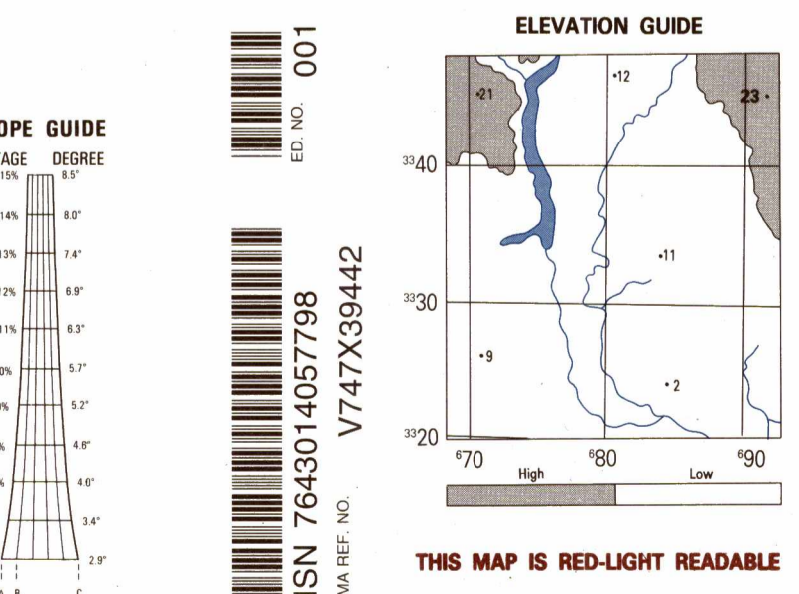 OPE GUIDE
TAGE DEGREE
15% 8.5°
14% 8.0°
13% 7.4°
12% 6.9°
11% 6.3°
0% 5.7°
% 5.2°
% 4.6°
% 4.0°
3.4°
2.9°
B C
ED. NO. 001
ISN 7643014057798
MA REF. NO. V747X39442
ELEVATION GUIDE
21
12
23
3340
11
3330
9
2
3320
670 680 690
High Low
THIS MAP IS RED-LIGHT READABLE